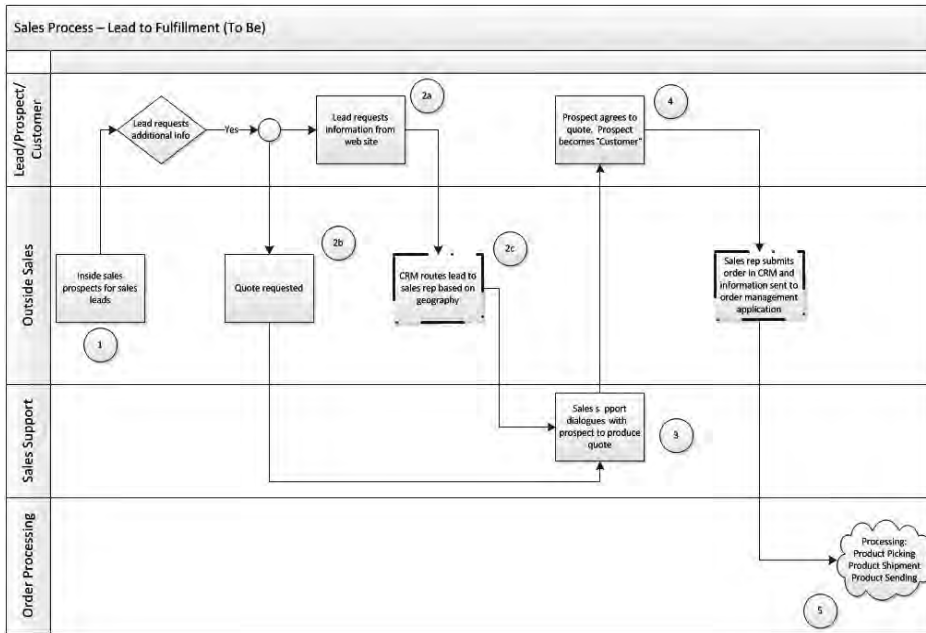 Sales Process – Lead to Fulfillment (To Be)
Lead/Prospect/
Customer
Lead requests
additional info
Yes
Lead requests
information from
web site
2a
Prospect agrees to
quote. Prospect
becomes "Customer"
4
Outside Sales
Inside sales
prospects for sales
leads
1
Quote requested
2b
CRM routes lead to
sales rep based on
geography
2c
Sales rep submits
order in CRM and
information sent to
order management
application
Sales Support
Sales s pport
dialogues with
prospect to produce
quote
3
Order Processing
Processing:
Product Picking
Product Shipment
Product Sending
5